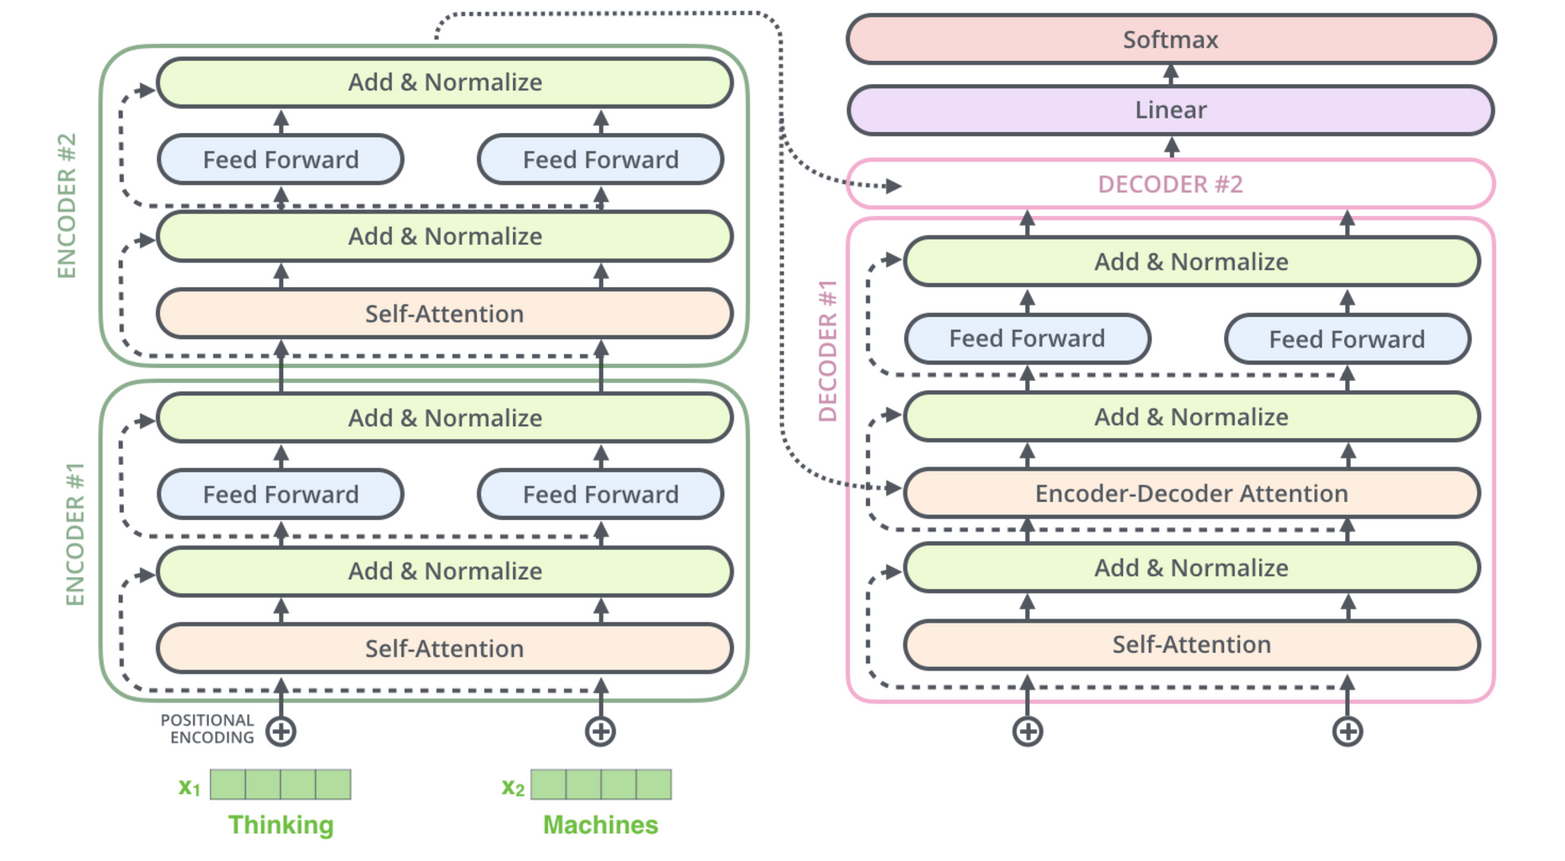 ENCODER #2
Add & Normalize
Feed Forward
Feed Forward
Add & Normalize
Self-Attention
ENCODER #1
Add & Normalize
Feed Forward
Feed Forward
Add & Normalize
Self-Attention
POSITIONAL
ENCODING
x₁
x₂
Thinking
Machines
Softmax
Linear
DECODER #2
DECODER #1
Add & Normalize
Feed Forward
Feed Forward
Add & Normalize
Encoder-Decoder Attention
Add & Normalize
Self-Attention